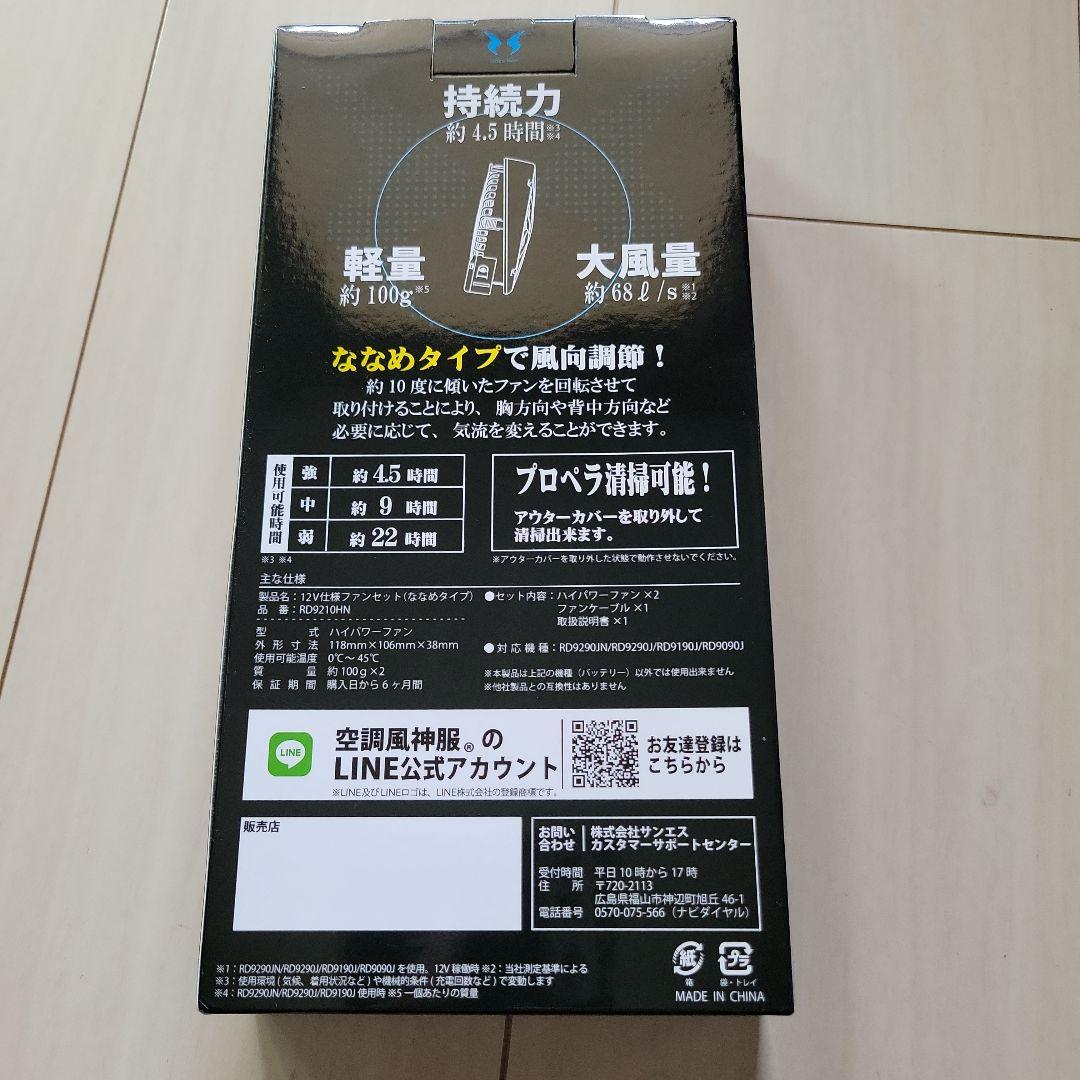 持続力
約 4.5 時間※3 ※4
軽量
約 100g※5
大風量
約 68ℓ/s※1 ※2
ななめタイプで風向調節！
約 10 度に傾いたファンを回転させて
取り付けることにより、胸方向や背中方向など
必要に応じて、気流を変えることができます。
使用可能時間
強 約 4.5 時間
中 約 9 時間
弱 約 22 時間
※3 ※4
プロペラ清掃可能！
アウターカバーを取り外して
清掃出来ます。
※アウターカバーを取り外した状態で動作させないでください。
主な仕様
製品名：12V仕様ファンセット（ななめタイプ）
品 番：RD9210HN
型 式 ハイパワーファン
外形寸法 118mm×106mm×38mm
使用可能温度 0℃～45℃
質 量 約100g×2
保証期間 購入日から6ヶ月間
●セット内容：ハイパワーファン ×2
ファンケーブル ×1
取扱説明書 ×1
●対応機種：RD9290JN/RD9290J/RD9190J/RD9090J
※本製品は上記の機種（バッテリー）以外では使用出来ません
※他社製品との互換性はありません
LINE
空調風神服®の
LINE公式アカウント
※LINE及びLINEロゴは、LINE株式会社の登録商標です。
お友達登録は
こちらから
販売店
お問い合わせ
株式会社サンエス
カスタマーサポートセンター
受付時間 平日10時から17時
住 所 〒720-2113
広島県福山市神辺町旭丘 46-1
電話番号 0570-075-566（ナビダイヤル）
※1：RD9290JN/RD9290J/RD9190J/RD9090J を使用。12V 稼働時 ※2：当社測定基準による
※3：使用環境（気候、着用状況など）や機械的条件（充電回数など）で変動します
※4：RD9290JN/RD9290J/RD9190J 使用時 ※5 一個あたりの質量
紙
箱
プラ
袋・トレイ
MADE IN CHINA